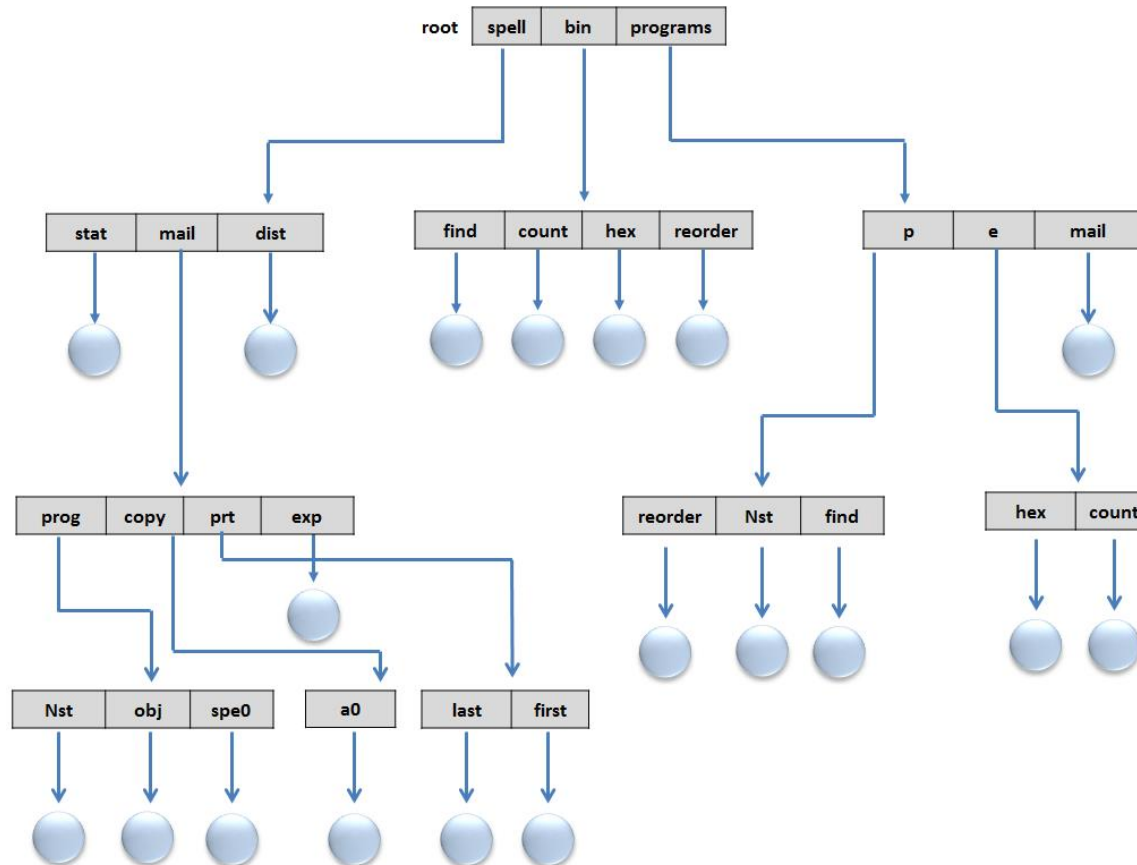 root spell bin programs
stat mail dist find count hex reorder p e mail
prog copy prt exp reorder Nst find hex count
Nst obj spe0 a0 last first